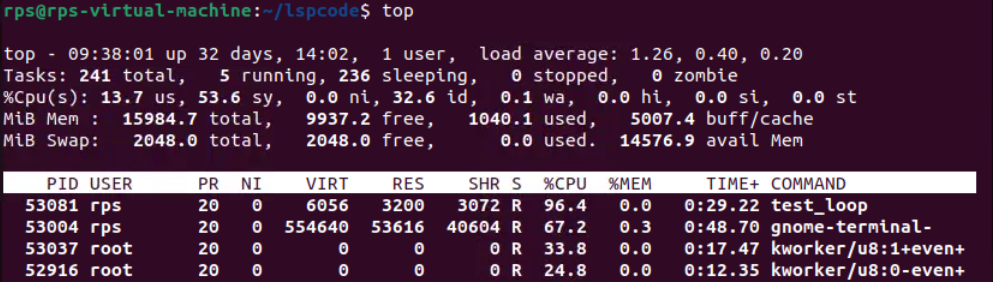 rps@rps-virtual-machine:~/lspcode$ top
top - 09:38:01 up 32 days, 14:02,  1 user,  load average: 1.26, 0.40, 0.20
Tasks: 241 total,   5 running, 236 sleeping,   0 stopped,   0 zombie
%Cpu(s): 13.7 us, 53.6 sy,  0.0 ni, 32.6 id,  0.1 wa,  0.0 hi,  0.0 si,  0.0 st
MiB Mem :  15984.7 total,   9937.2 free,   1040.1 used,   5007.4 buff/cache
MiB Swap:   2048.0 total,   2048.0 free,      0.0 used.  14576.9 avail Mem
PID USER      PR  NI    VIRT    RES    SHR S  %CPU  %MEM     TIME+ COMMAND
53081 rps       20   0    6056   3200   3072 R  96.4   0.0   0:29.22 test_loop
53004 rps       20   0  554640  53616  40604 R  67.2   0.3   0:48.70 gnome-terminal-
53037 root      20   0       0      0      0 R  33.8   0.0   0:17.47 kworker/u8:1+even+
52916 root      20   0       0      0      0 R  24.8   0.0   0:12.35 kworker/u8:0-even+